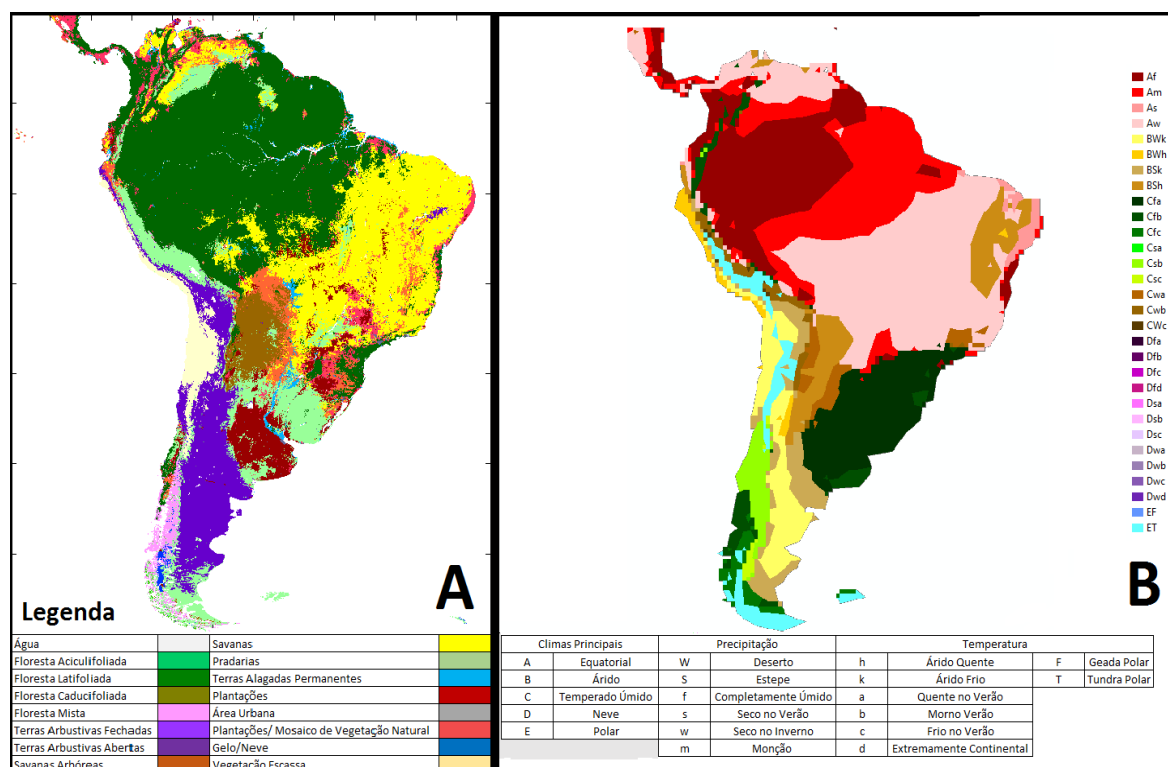 A
Legenda
Água Savanas
Floresta Aciculifoliada Pradarias
Floresta Latifoliada Terras Alagadas Permanentes
Floresta Caducifoliada Plantações
Floresta Mista Área Urbana
Terras Arbustivas Fechadas Plantações/ Mosaico de Vegetação Natural
Terras Arbustivas Abertas Gelo/Neve
Savanas Arbóreas Vegetação Escassa
B
Af
Am
As
Aw
BWk
BWh
BSk
BSh
Cfa
Cfb
Cfc
Csa
Csb
Csc
Cwa
Cwb
CWc
Dfa
Dfb
Dfc
Dfd
Dsa
Dsb
Dsc
Dwa
Dwb
Dwc
Dwd
EF
ET
Climas Principais Precipitação Temperatura
A Equatorial W Deserto h Árido Quente F Geada Polar
B Árido S Estepe k Árido Frio T Tundra Polar
C Temperado Úmido f Completamente Úmido a Quente no Verão
D Neve s Seco no Verão b Morno Verão
E Polar w Seco no Inverno c Frio no Verão
m Monção d Extremamente Continental